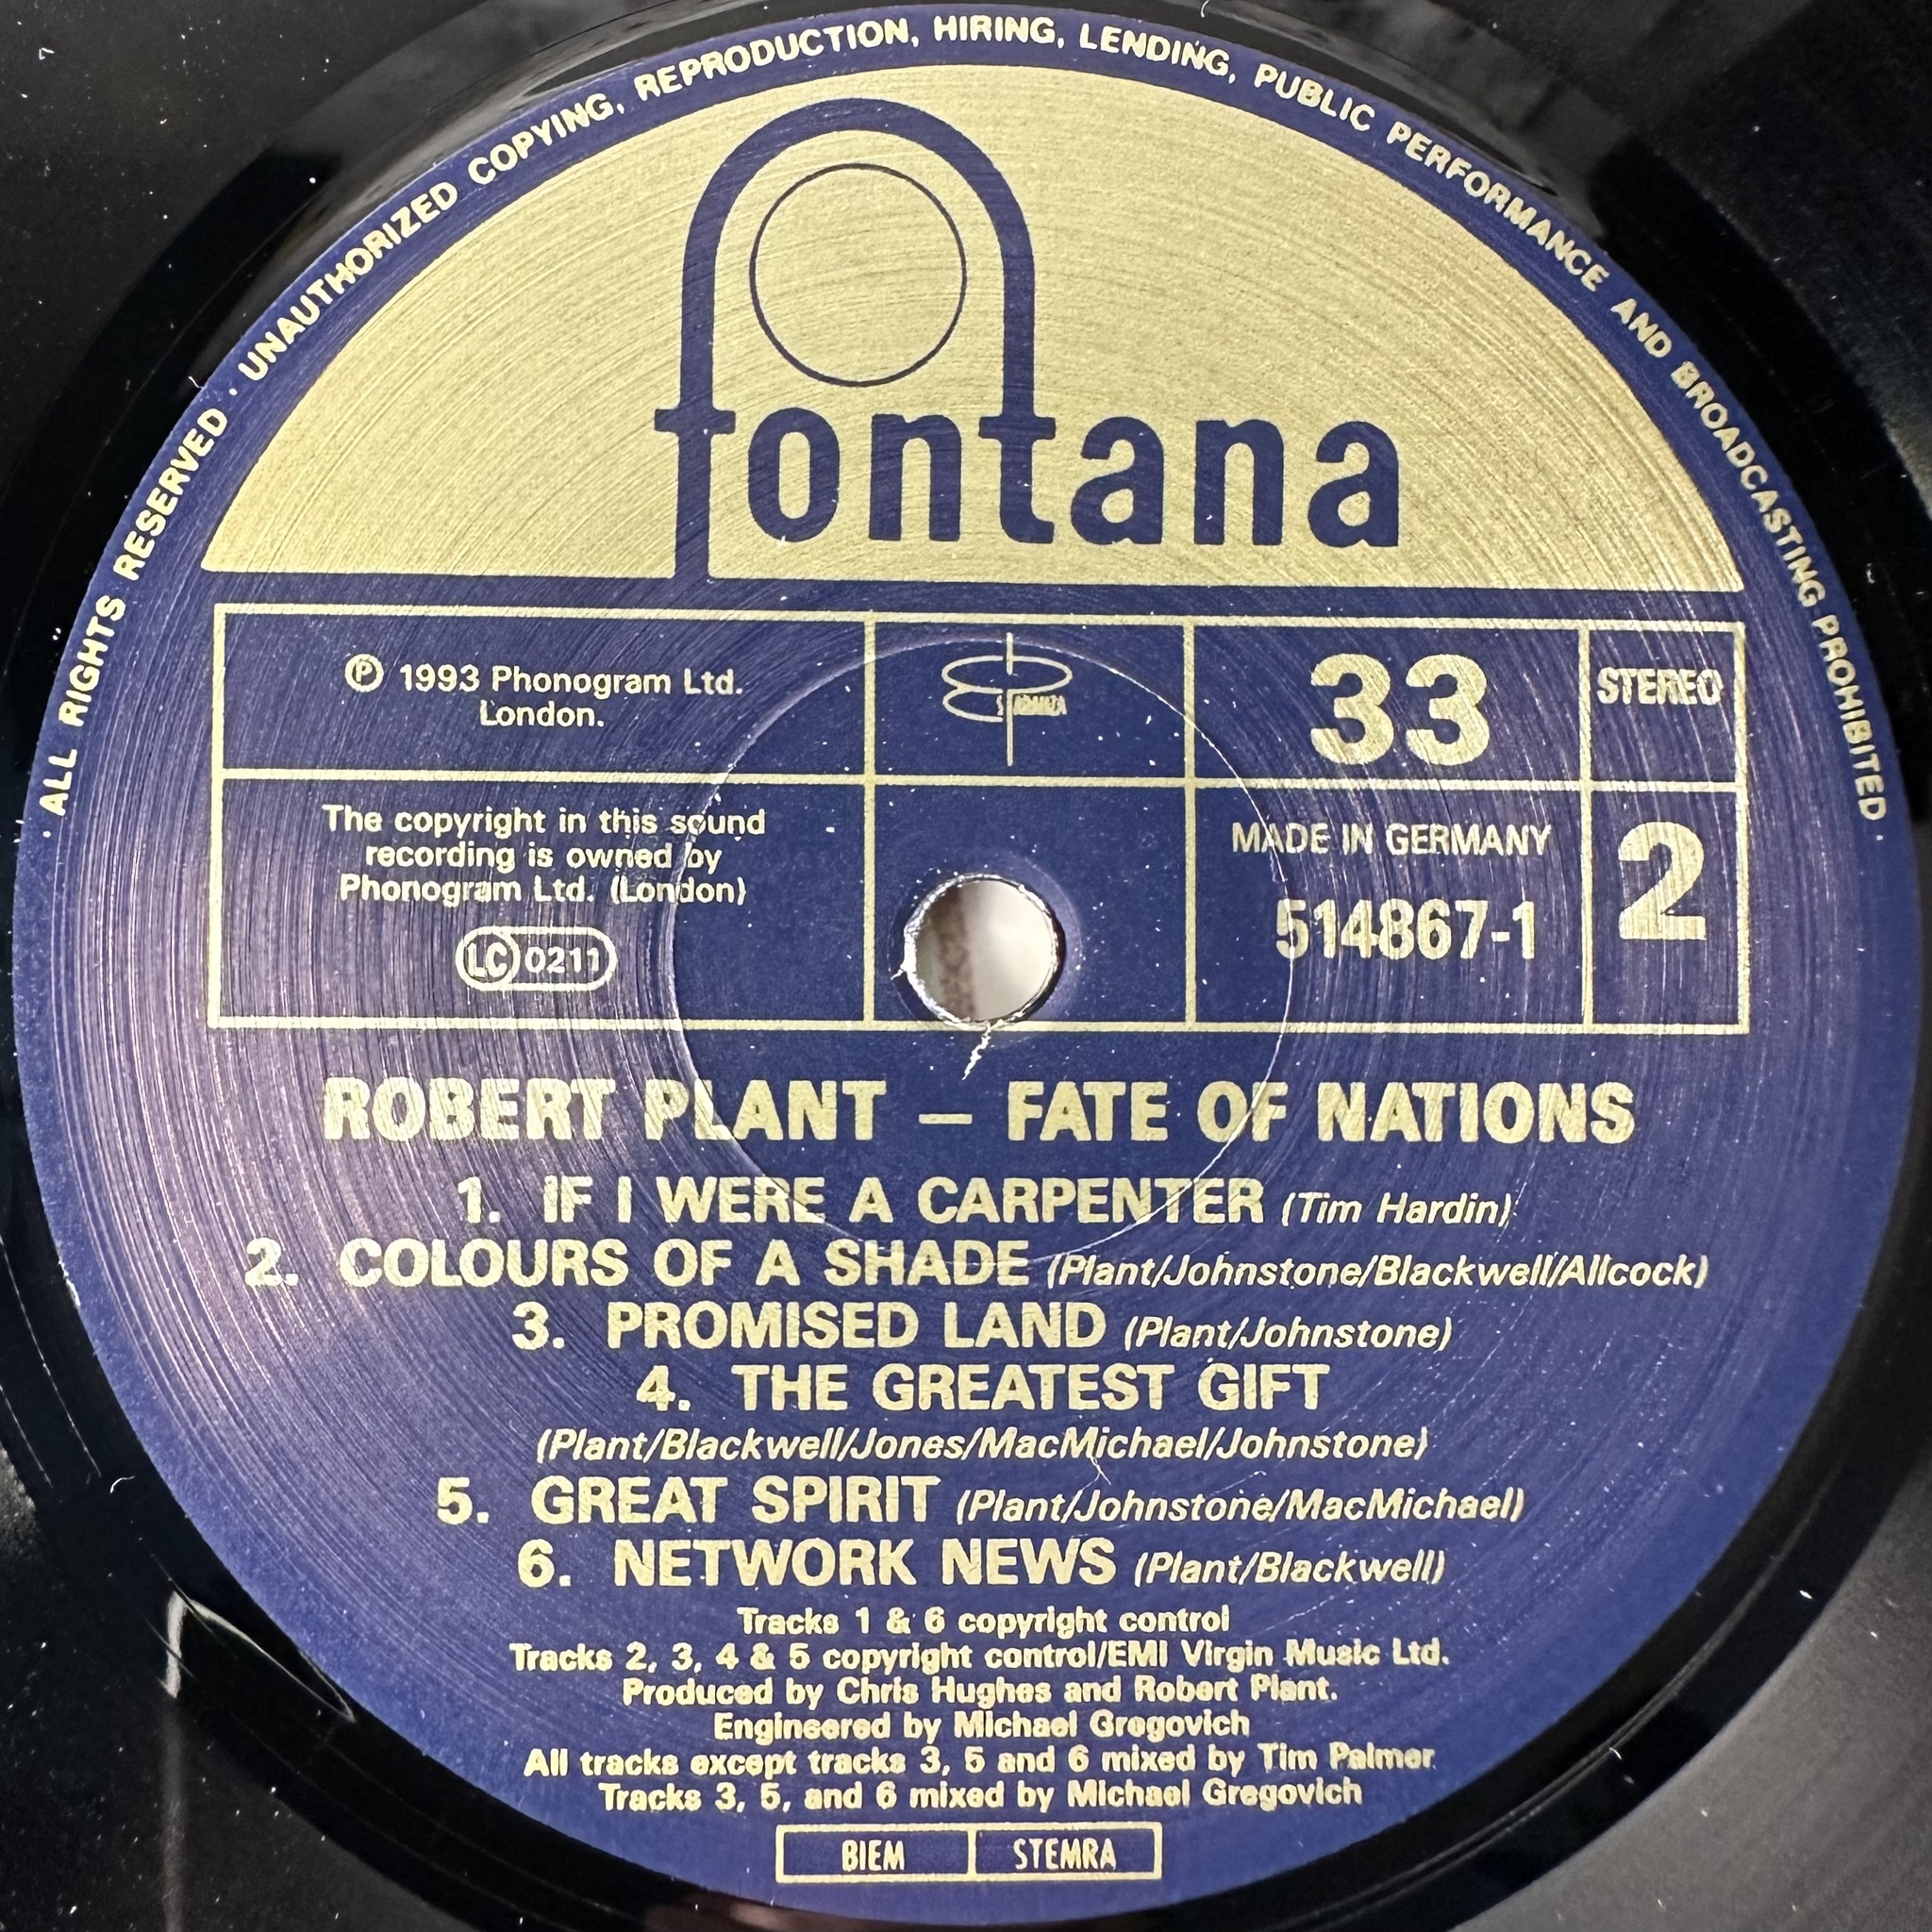 · ALL RIGHTS RESERVED · UNAUTHORIZED COPYING, REPRODUCTION, HIRING, LENDING, PUBLIC PERFORMANCE AND BROADCASTING PROHIBITED ·
fontana
℗ 1993 Phonogram Ltd.
London.
33
STEREO
The copyright in this sound
recording is owned by
Phonogram Ltd. (London)
LC 0211
MADE IN GERMANY
514867-1
2
ROBERT PLANT – FATE OF NATIONS
1. IF I WERE A CARPENTER (Tim Hardin)
2. COLOURS OF A SHADE (Plant/Johnstone/Blackwell/Allcock)
3. PROMISED LAND (Plant/Johnstone)
4. THE GREATEST GIFT
(Plant/Blackwell/Jones/MacMichael/Johnstone)
5. GREAT SPIRIT (Plant/Johnstone/MacMichael)
6. NETWORK NEWS (Plant/Blackwell)
Tracks 1 & 6 copyright control
Tracks 2, 3, 4 & 5 copyright control/EMI Virgin Music Ltd.
Produced by Chris Hughes and Robert Plant.
Engineered by Michael Gregovich
All tracks except tracks 3, 5 and 6 mixed by Tim Palmer
Tracks 3, 5, and 6 mixed by Michael Gregovich
BIEM STEMRA